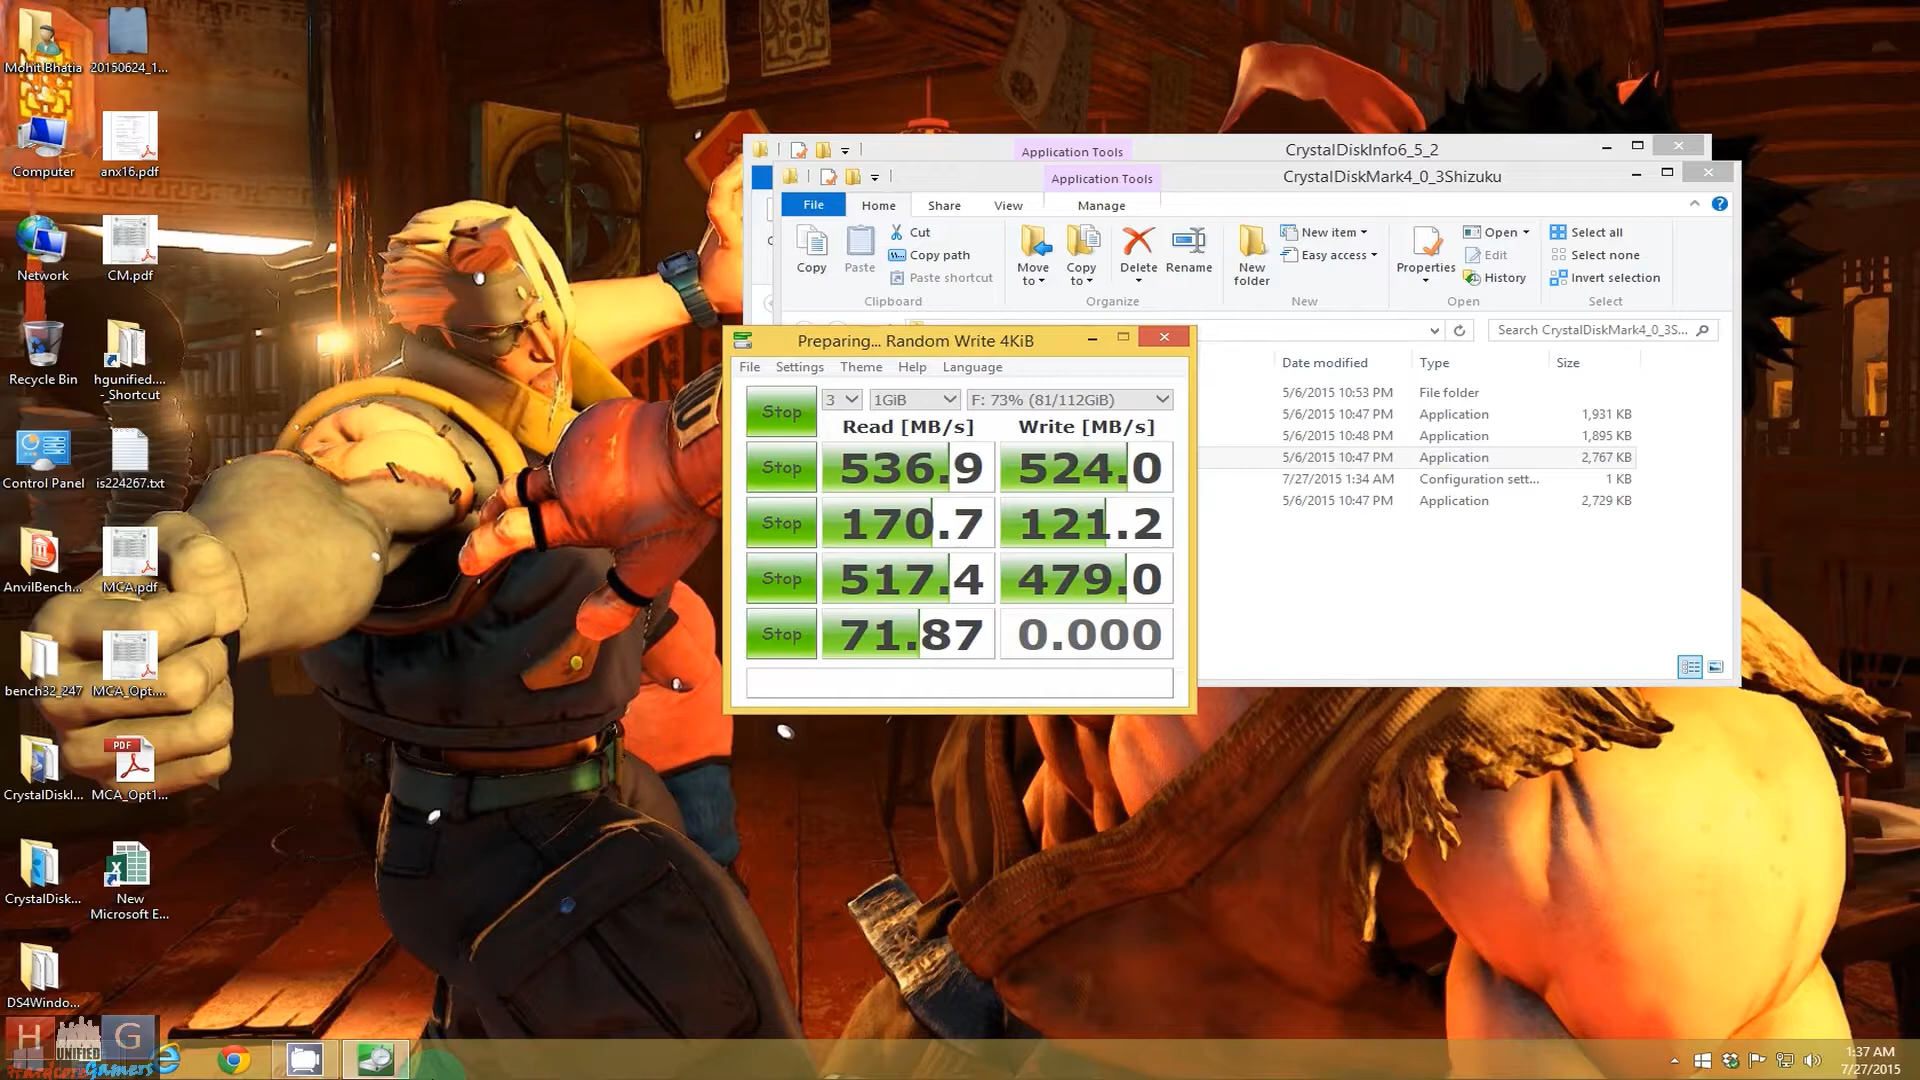 Mohit Bhatia
20150624_1...
Computer
anx16.pdf
Network
CM.pdf
Recycle Bin
hgunified....
- Shortcut
Control Panel
is224267.txt
AnvilBench...
MCA.pdf
bench32_247
MCA_Opt....
CrystalDiskI...
PDF
MCA_Opt1...
CrystalDisk...
New
Microsoft E...
DS4Windo...
H
UNIFIED
G
HardCore Gamers
Application Tools
CrystalDiskInfo6_5_2
Application Tools
CrystalDiskMark4_0_3Shizuku
File
Home
Share
View
Manage
Copy
Paste
Cut
Copy path
Paste shortcut
Clipboard
Move
to
Copy
to
Delete
Rename
Organize
New
folder
New item
Easy access
New
Properties
Open
Edit
History
Open
Select all
Select none
Invert selection
Select
Search CrystalDiskMark4_0_3S...
Date modified
Type
Size
5/6/2015 10:53 PM
File folder
5/6/2015 10:47 PM
Application
1,931 KB
5/6/2015 10:48 PM
Application
1,895 KB
5/6/2015 10:47 PM
Application
2,767 KB
7/27/2015 1:34 AM
Configuration sett...
1 KB
5/6/2015 10:47 PM
Application
2,729 KB
Preparing... Random Write 4KiB
File
Settings
Theme
Help
Language
Stop
3
1GiB
F: 73% (81/112GiB)
Read [MB/s]
Write [MB/s]
Stop
536.9
524.0
Stop
170.7
121.2
Stop
517.4
479.0
Stop
71.87
0.000
1:37 AM
7/27/2015